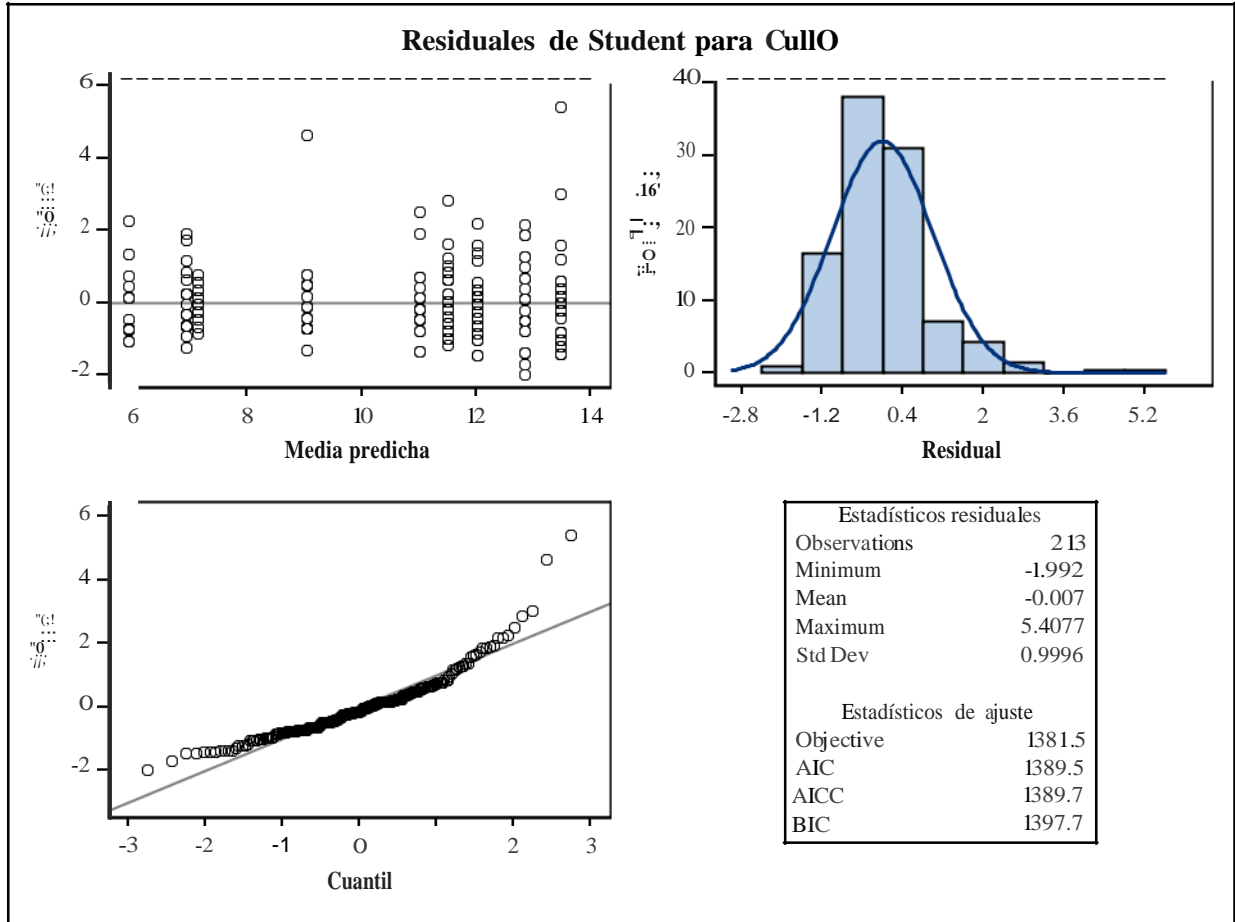 Residuales de Student para CullO
6
4
2
0
-2
6
8
10
12
14
Media predicha
40
30
20
10
0
-2.8
-1.2
0.4
2
3.6
5.2
Residual
6
4
2
O
-2
-3
-2
-1
O
2
3
Cuantil
Estadísticos residuales
Observations 213
Minimum -1.992
Mean -0.007
Maximum 5.4077
Std Dev 0.9996
Estadísticos de ajuste
Objective 1381.5
AIC 1389.5
AICC 1389.7
BIC 1397.7